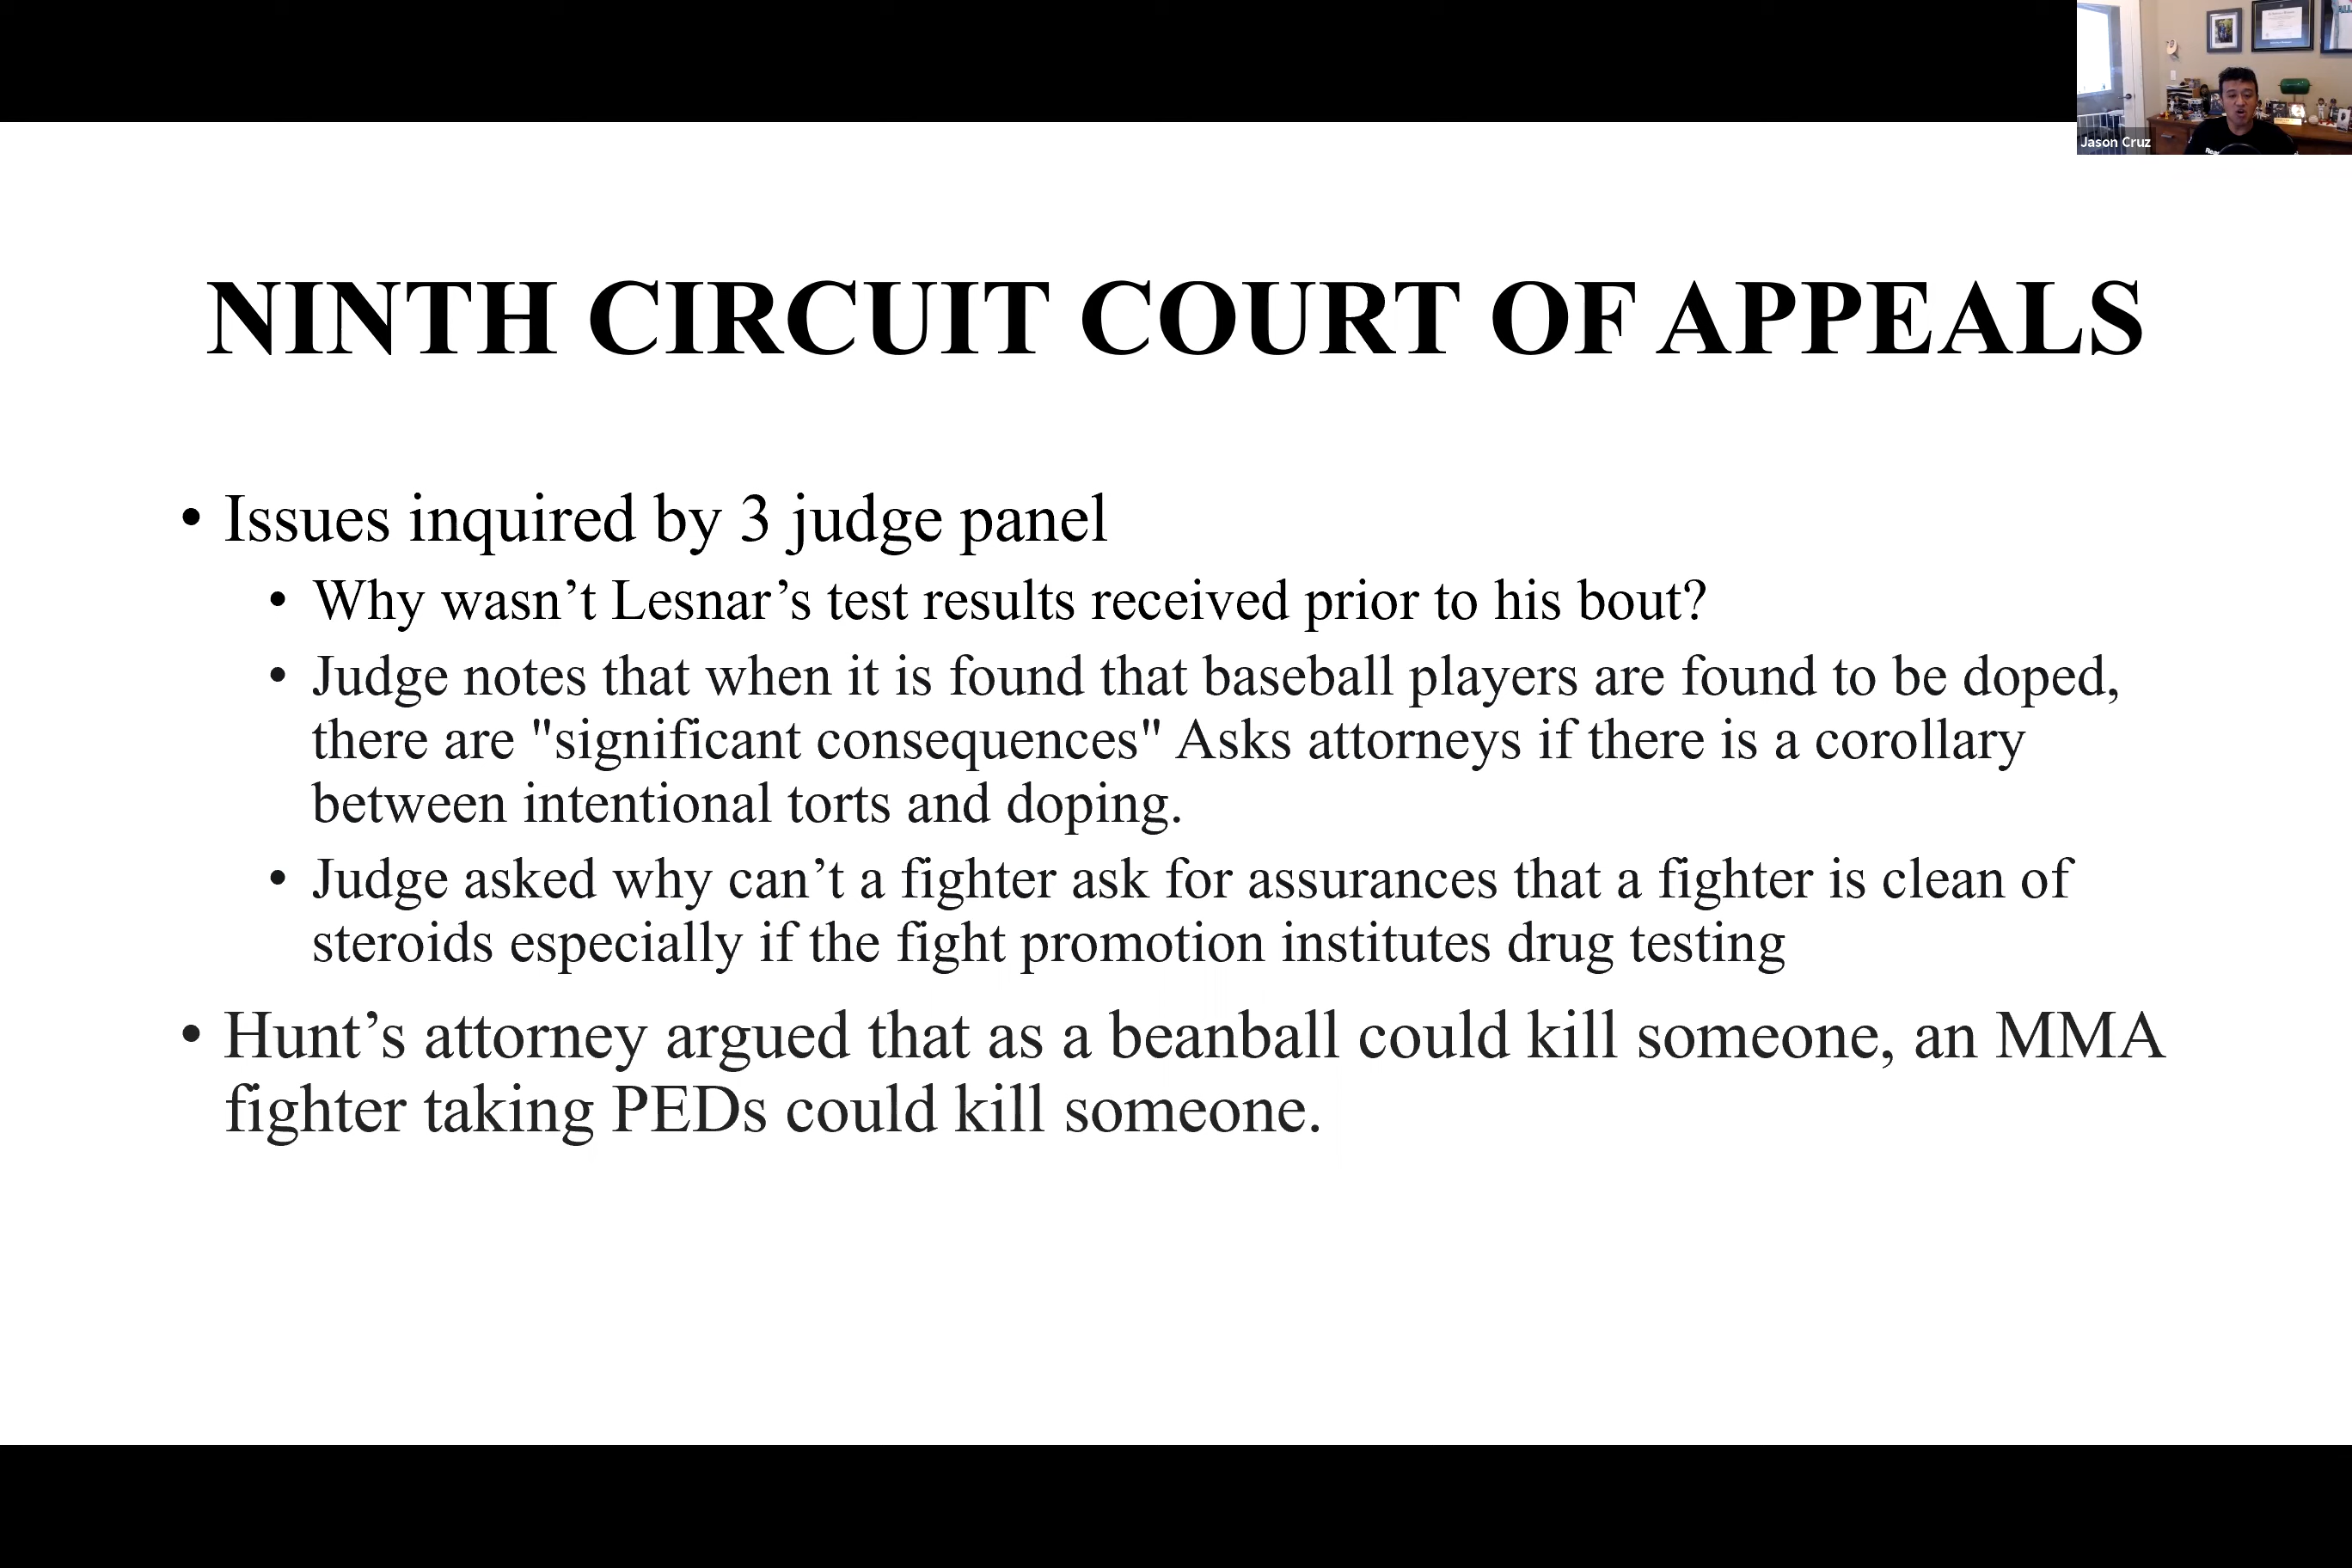 Jason Cruz
NINTH CIRCUIT COURT OF APPEALS
• Issues inquired by 3 judge panel
• Why wasn’t Lesnar’s test results received prior to his bout?
• Judge notes that when it is found that baseball players are found to be doped,
there are "significant consequences" Asks attorneys if there is a corollary
between intentional torts and doping.
• Judge asked why can’t a fighter ask for assurances that a fighter is clean of
steroids especially if the fight promotion institutes drug testing
• Hunt’s attorney argued that as a beanball could kill someone, an MMA
fighter taking PEDs could kill someone.